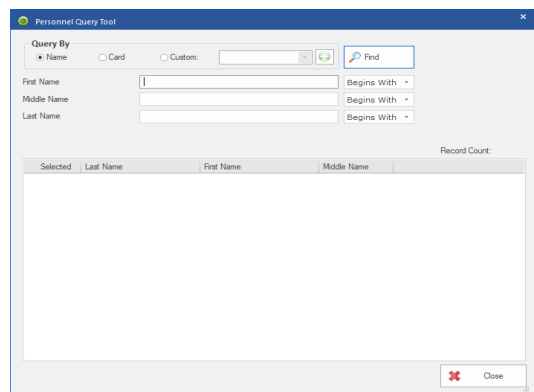 Personnel Query Tool
Query By
Name Card Custom: Find
First Name Begins With
Middle Name Begins With
Last Name Begins With
Record Count:
Selected Last Name First Name Middle Name
Close